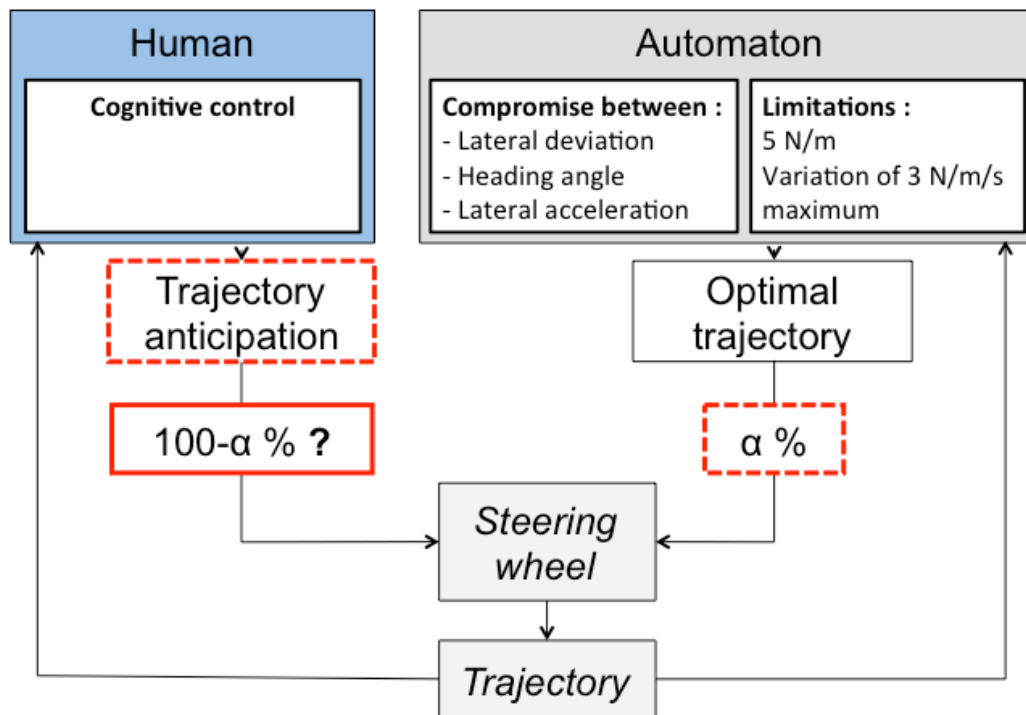 Human
Cognitive control
Automaton
Compromise between :
- Lateral deviation
- Heading angle
- Lateral acceleration
Limitations :
5 N/m
Variation of 3 N/m/s
maximum
Trajectory
anticipation
Optimal
trajectory
100-α % ?
α %
Steering
wheel
Trajectory